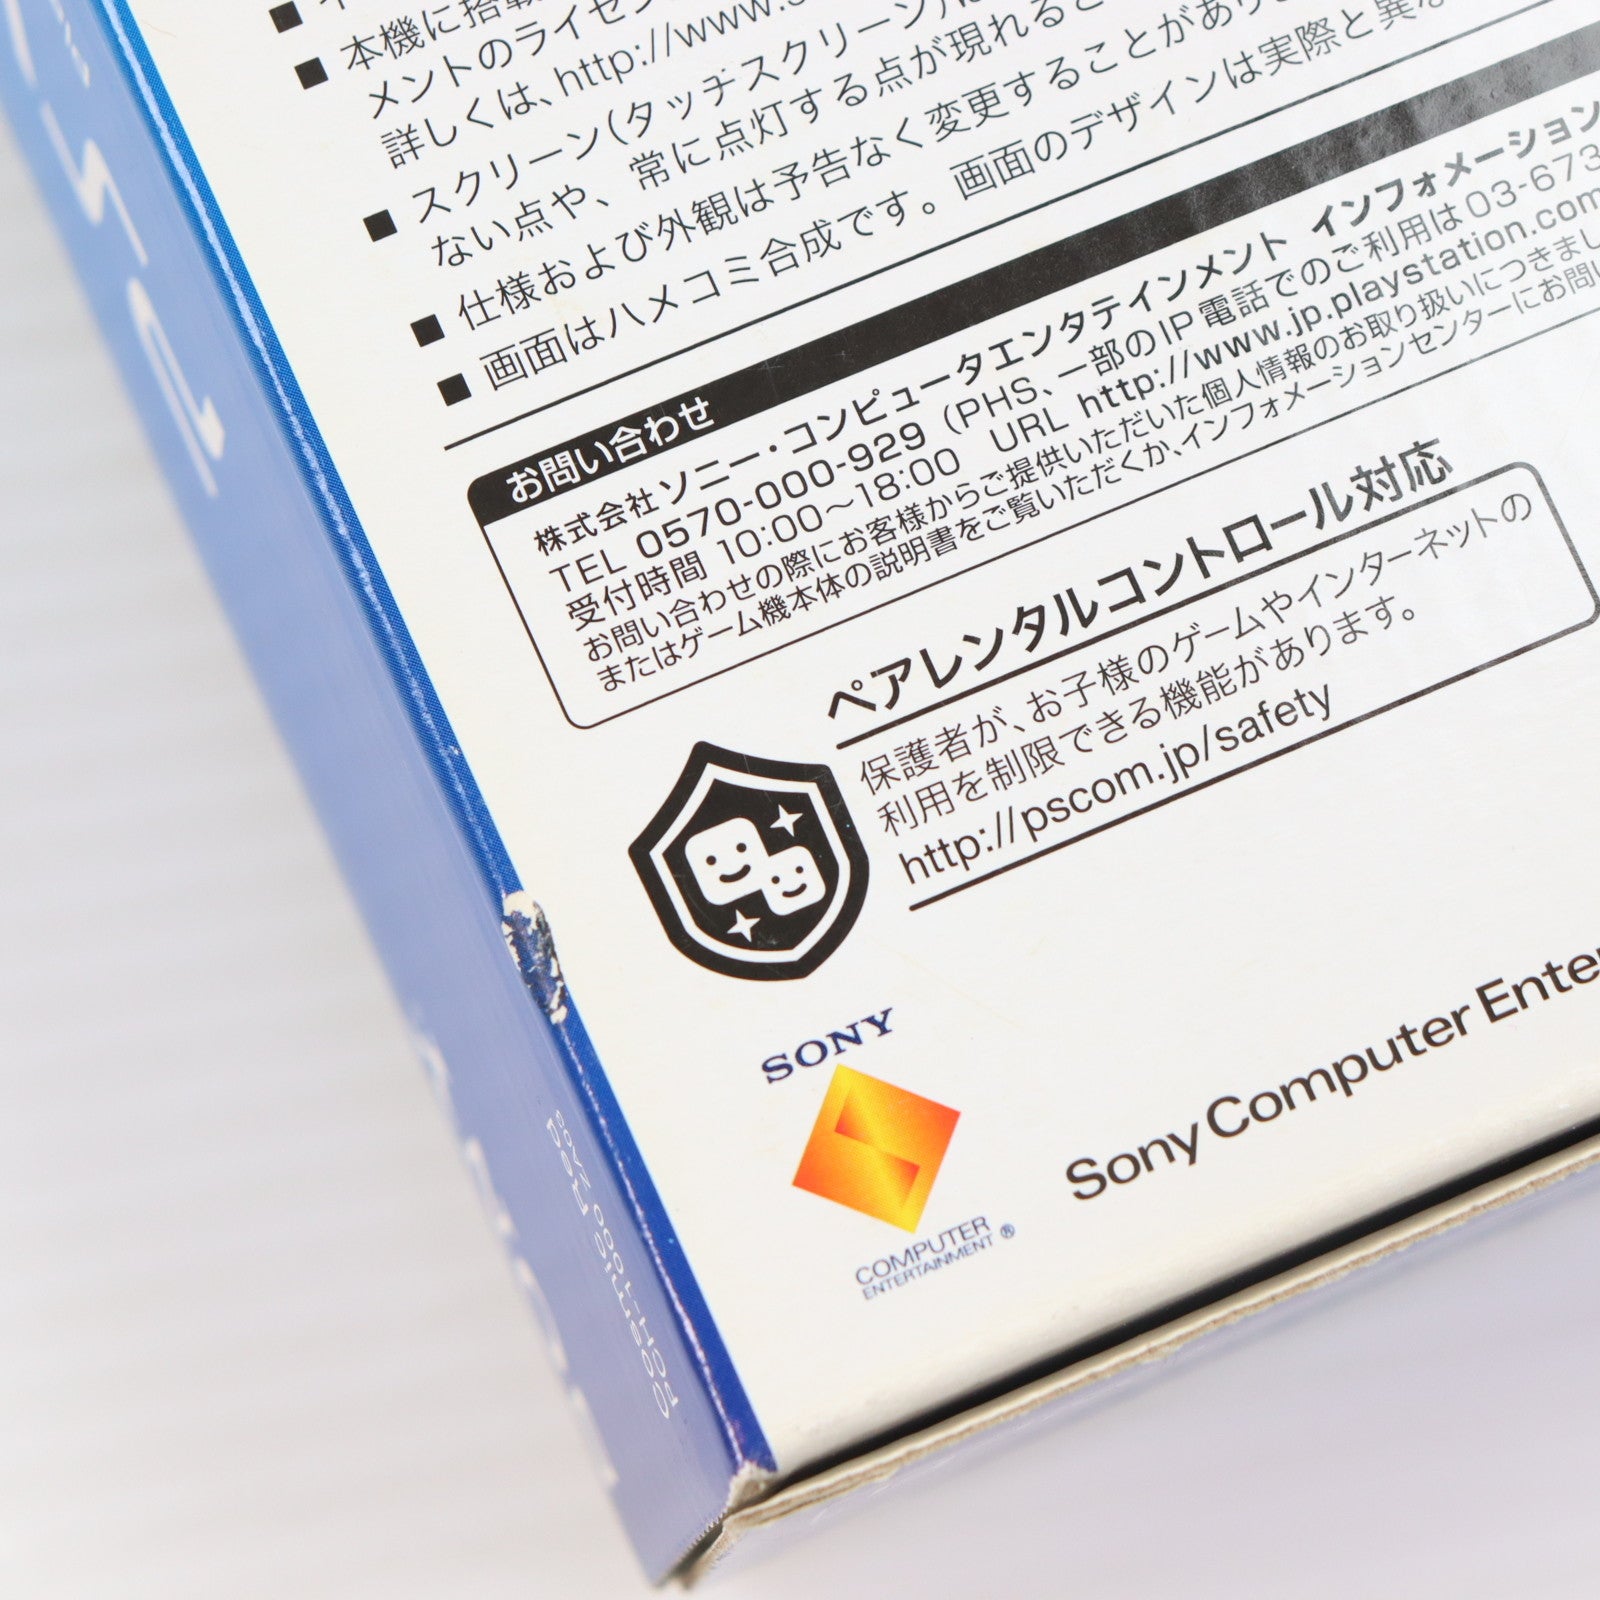 ■ 本機に搭載
メントのライセン
詳しくは、http://www.s
■ スクリーン(タッチスクリーン)に
ない点や、常に点灯する点が現れるこ
■ 仕様および外観は予告なく変更することがあり
■ 画面はハメコミ合成です。画面のデザインは実際と異な
お問い合わせ
株式会社 ソニー・コンピュータエンタテインメント インフォメーション
TEL 0570-000-929 (PHS、一部のIP電話でのご利用は03-673
受付時間 10:00〜18:00 URL http://www.jp.playstation.com
お問い合わせの際にお客様からご提供いただいた個人情報のお取り扱いにつきまし
またはゲーム機本体の説明書をご覧いただくか、インフォメーションセンターにお問い
ペアレンタルコントロール対応
保護者が、お子様のゲームやインターネットの
利用を制限できる機能があります。
http://pscom.jp/safety
SONY
COMPUTER
ENTERTAINMENT ®
Sony Computer Enter
PCH-1000 ZA03
Cosmic Red